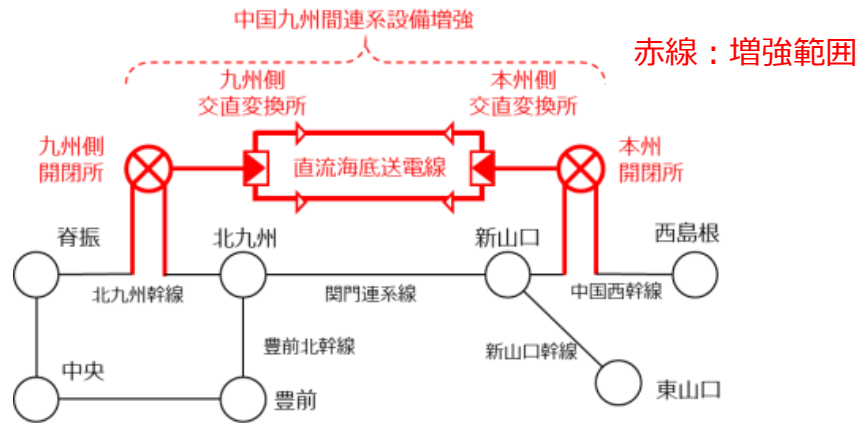 中国九州間連系設備増強
赤線：増強範囲
九州側
交直変換所
本州側
交直変換所
九州側
開閉所
直流海底送電線
本州
開閉所
脊振
北九州
新山口
西島根
北九州幹線
関門連系線
中国西幹線
豊前北幹線
新山口幹線
中央
豊前
東山口